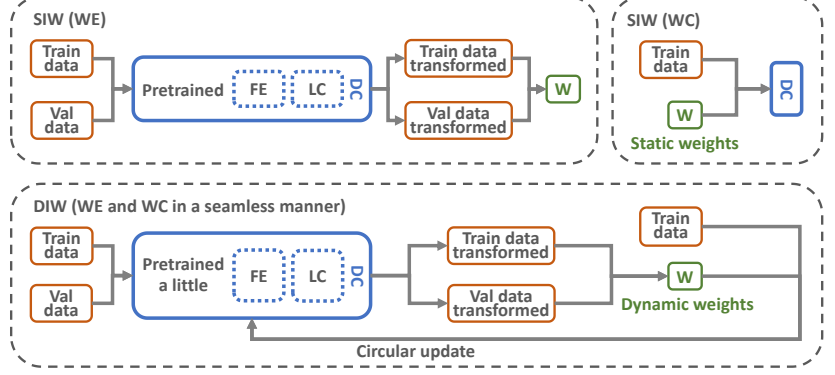 SIW (WE)
Train
data
Val
data
Pretrained
FE
LC
DC
Train data
transformed
Val data
transformed
W
SIW (WC)
Train
data
W
Static weights
DC
DIW (WE and WC in a seamless manner)
Train
data
Val
data
Pretrained
a little
FE
LC
DC
Train data
transformed
Val data
transformed
Train
data
W
Dynamic weights
Circular update